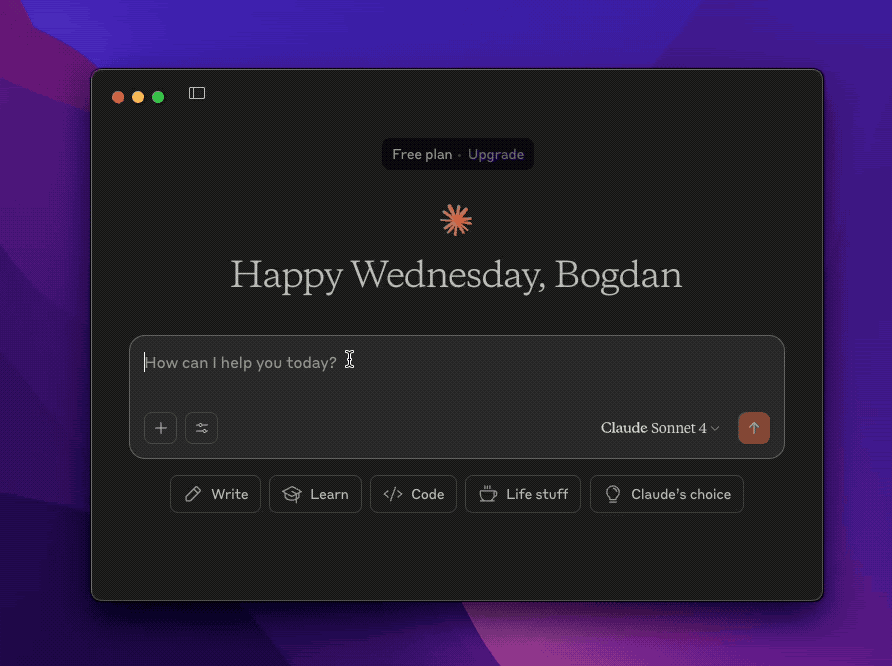 Free plan · Upgrade
Happy Wednesday, Bogdan
How can I help you today?
Claude Sonnet 4
Write
Learn
</> Code
Life stuff
Claude's choice